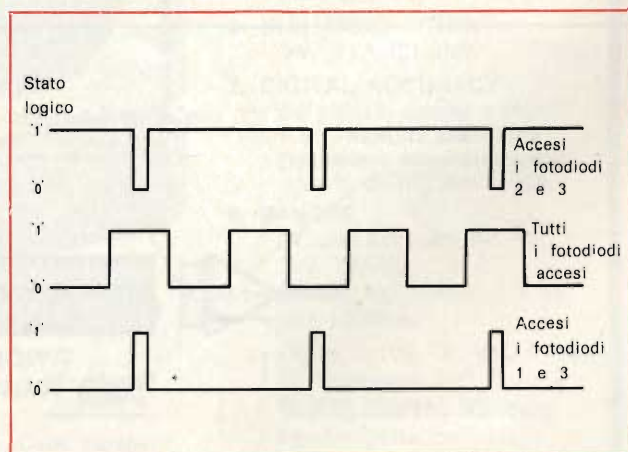 Stato
logico
'1'
'0'
Accesi
i fotodiodi
2 e 3
'1'
'0'
Tutti
i fotodiodi
accesi
'1'
'0'
Accesi
i fotodiodi
1 e 3